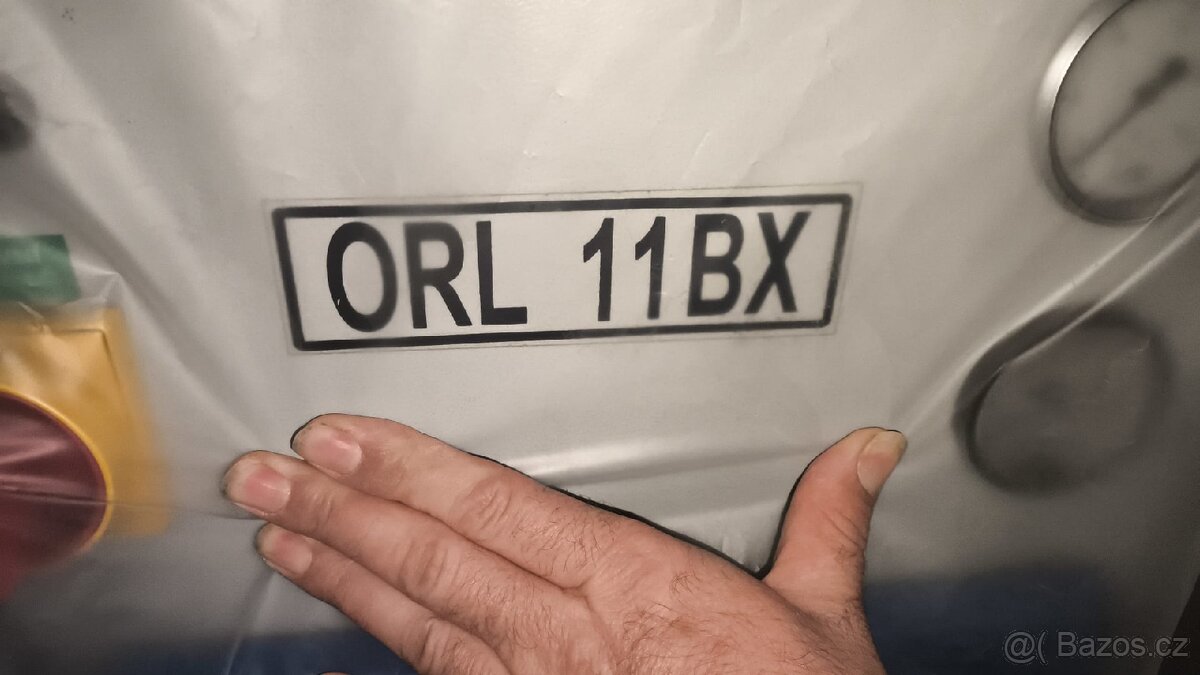 ORL 11BX
@( Bazos.cz